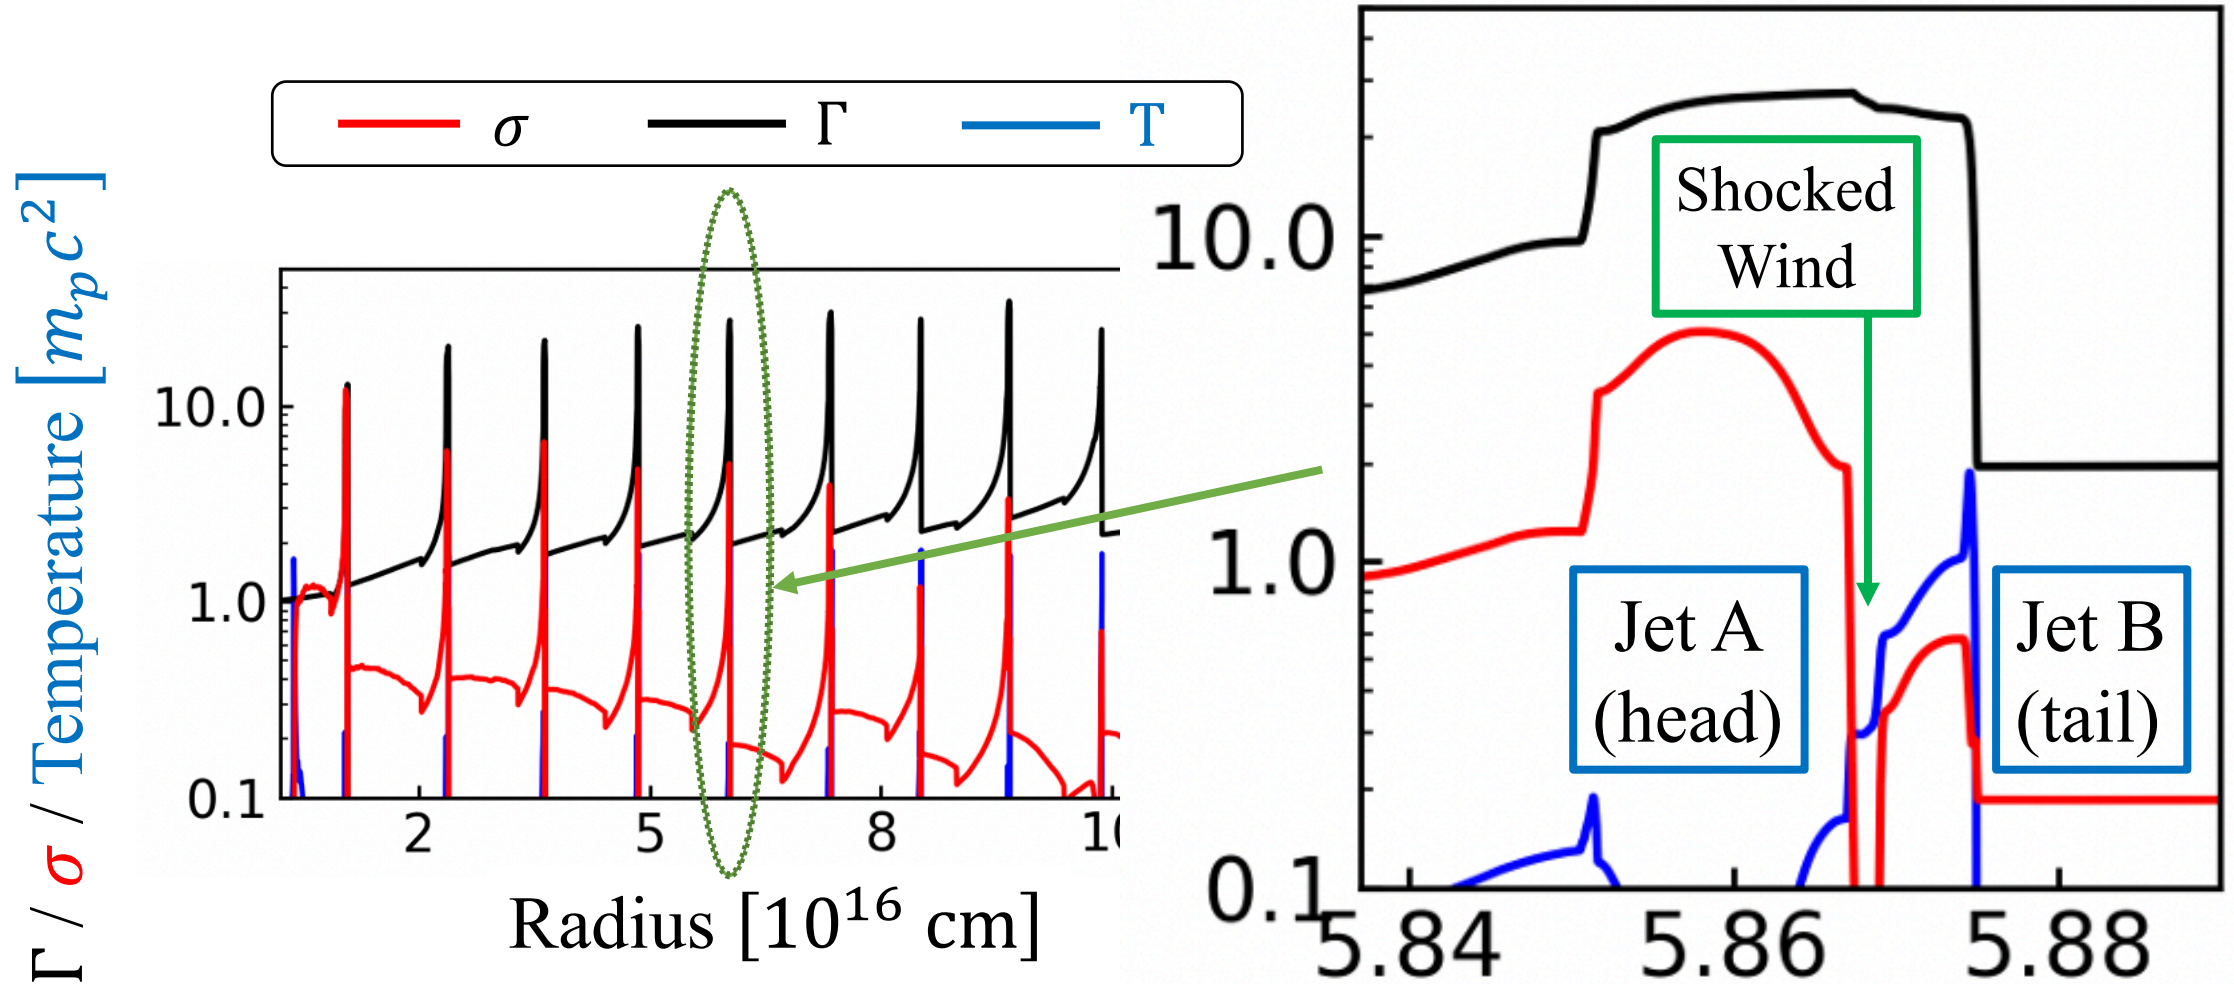 σ Γ T
Γ / σ / Temperature [m_p c^2]
10.0
1.0
0.1
2 5 8 10
Radius [10^16 cm]
10.0
1.0
0.1
5.84 5.86 5.88
Shocked
Wind
Jet A
(head)
Jet B
(tail)